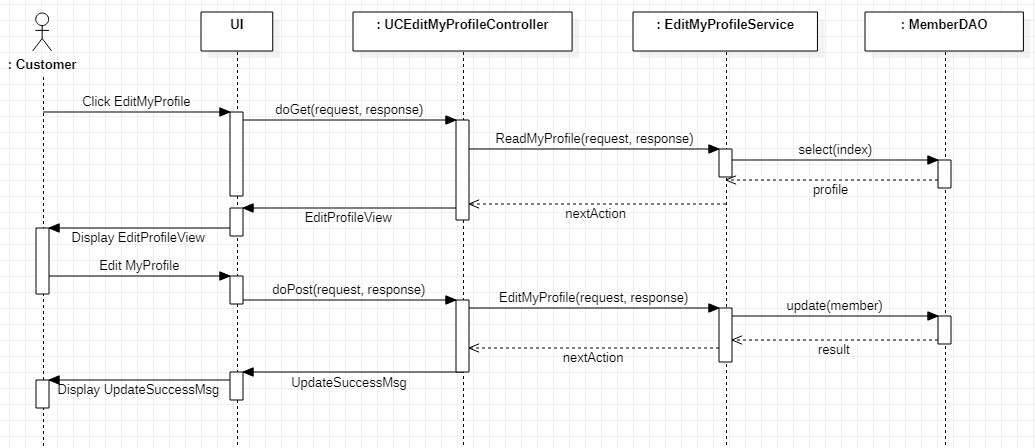 UI
: UCEditMyProfileController
: EditMyProfileService
: MemberDAO
: Customer
Click EditMyProfile
doGet(request, response)
ReadMyProfile(request, response)
select(index)
profile
nextAction
EditProfileView
Display EditProfileView
Edit MyProfile
doPost(request, response)
EditMyProfile(request, response)
update(member)
result
nextAction
UpdateSuccessMsg
Display UpdateSuccessMsg